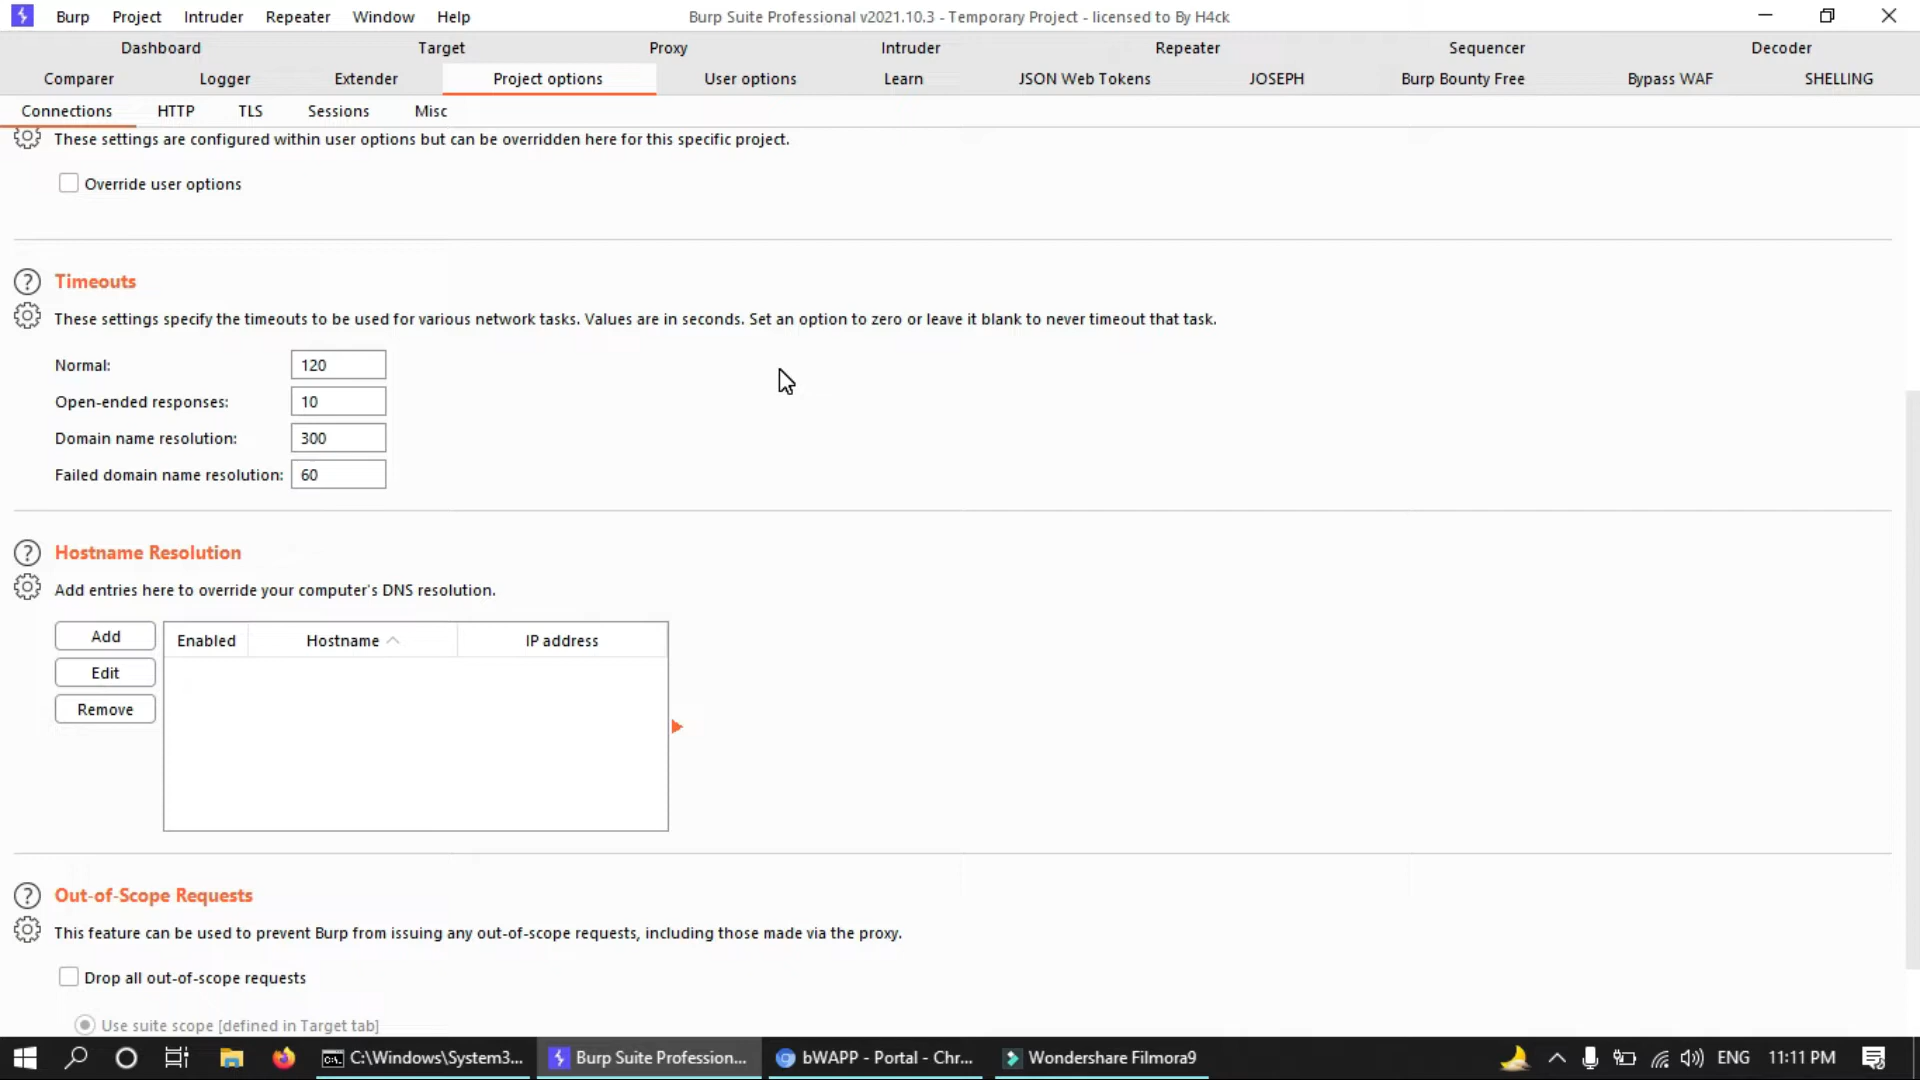 Burp Project Intruder Repeater Window Help Burp Suite Professional v2021.10.3 - Temporary Project - licensed to By H4ck
Dashboard Target Proxy Intruder Repeater Sequencer Decoder
Comparer Logger Extender Project options User options Learn JSON Web Tokens JOSEPH Burp Bounty Free Bypass WAF SHELLING
Connections HTTP TLS Sessions Misc
These settings are configured within user options but can be overridden here for this specific project.
Override user options
? Timeouts
These settings specify the timeouts to be used for various network tasks. Values are in seconds. Set an option to zero or leave it blank to never timeout that task.
Normal: 120
Open-ended responses: 10
Domain name resolution: 300
Failed domain name resolution: 60
? Hostname Resolution
Add entries here to override your computer's DNS resolution.
Add Enabled Hostname IP address
Edit
Remove
? Out-of-Scope Requests
This feature can be used to prevent Burp from issuing any out-of-scope requests, including those made via the proxy.
Drop all out-of-scope requests
Use suite scope [defined in Target tab]
C:\Windows\System3... Burp Suite Profession... bWAPP - Portal - Chr... Wondershare Filmora9 ENG 11:11 PM